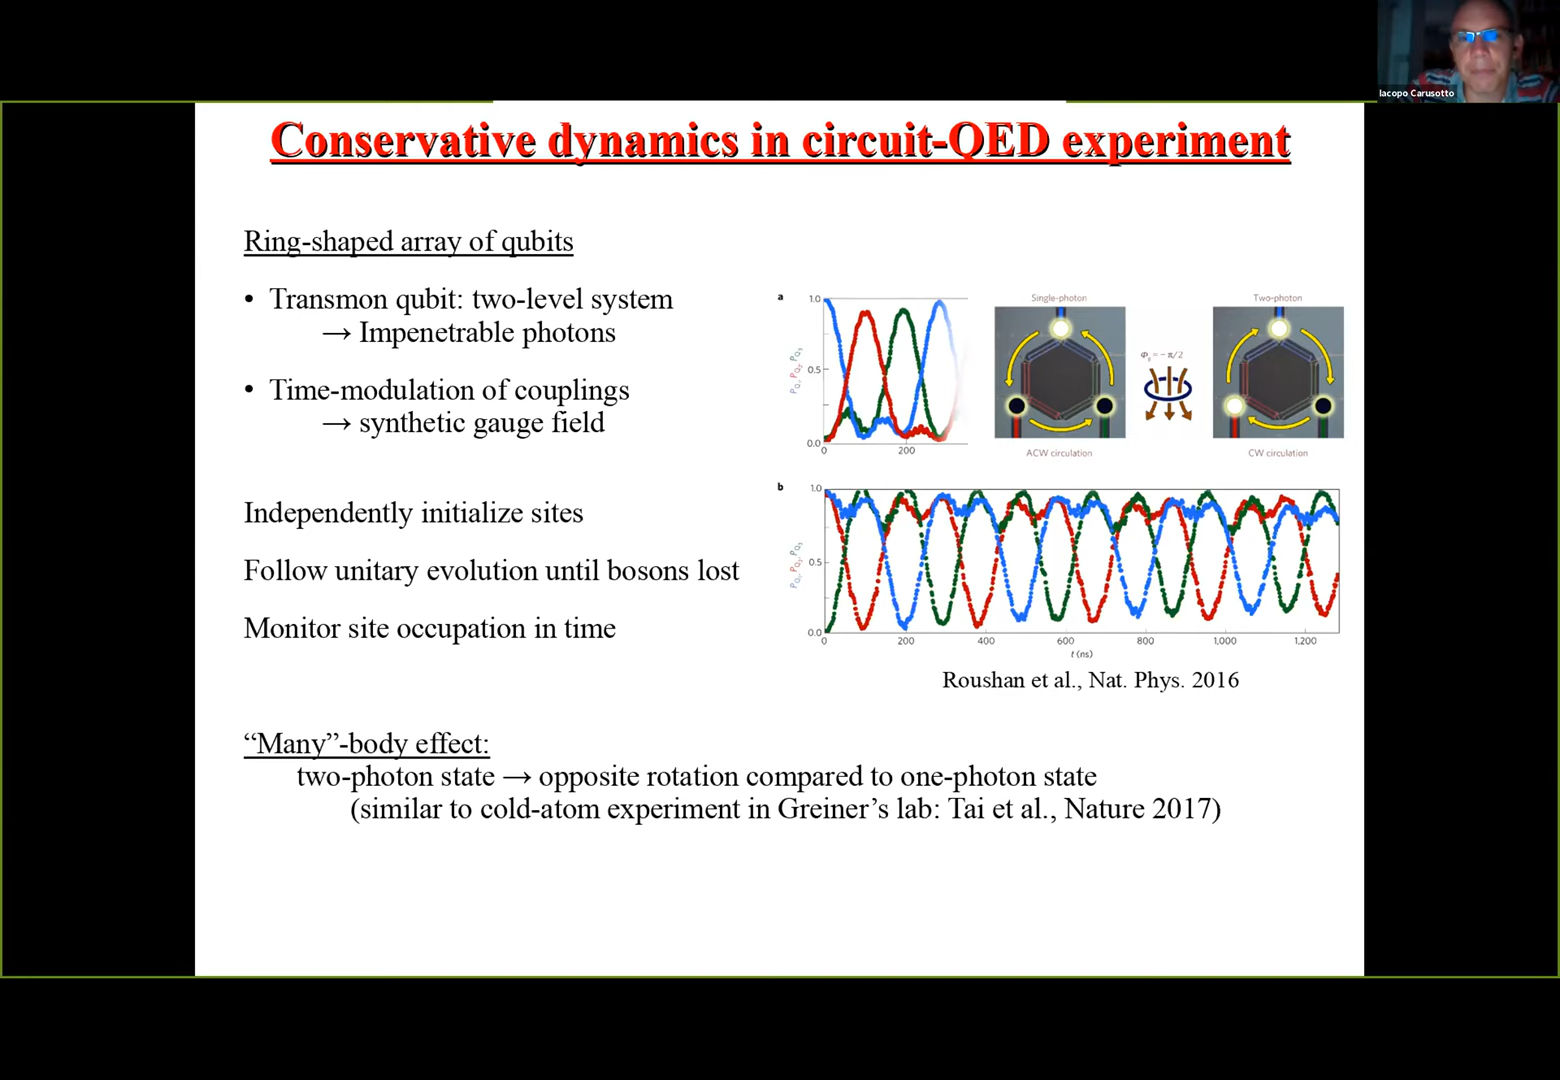 Iacopo Carusotto
Conservative dynamics in circuit-QED experiment
Ring-shaped array of qubits
• Transmon qubit: two-level system
→ Impenetrable photons
• Time-modulation of couplings
→ synthetic gauge field
Independently initialize sites
Follow unitary evolution until bosons lost
Monitor site occupation in time
a
1.0
0.5
0.0
0
200
Single-photon
Two-photon
= − π/2
ACW circulation
CW circulation
b
1.0
0.5
0.0
0 200 400 600 800 1,000 1,200
t (ns)
Roushan et al., Nat. Phys. 2016
“Many”-body effect:
two-photon state → opposite rotation compared to one-photon state
(similar to cold-atom experiment in Greiner’s lab: Tai et al., Nature 2017)